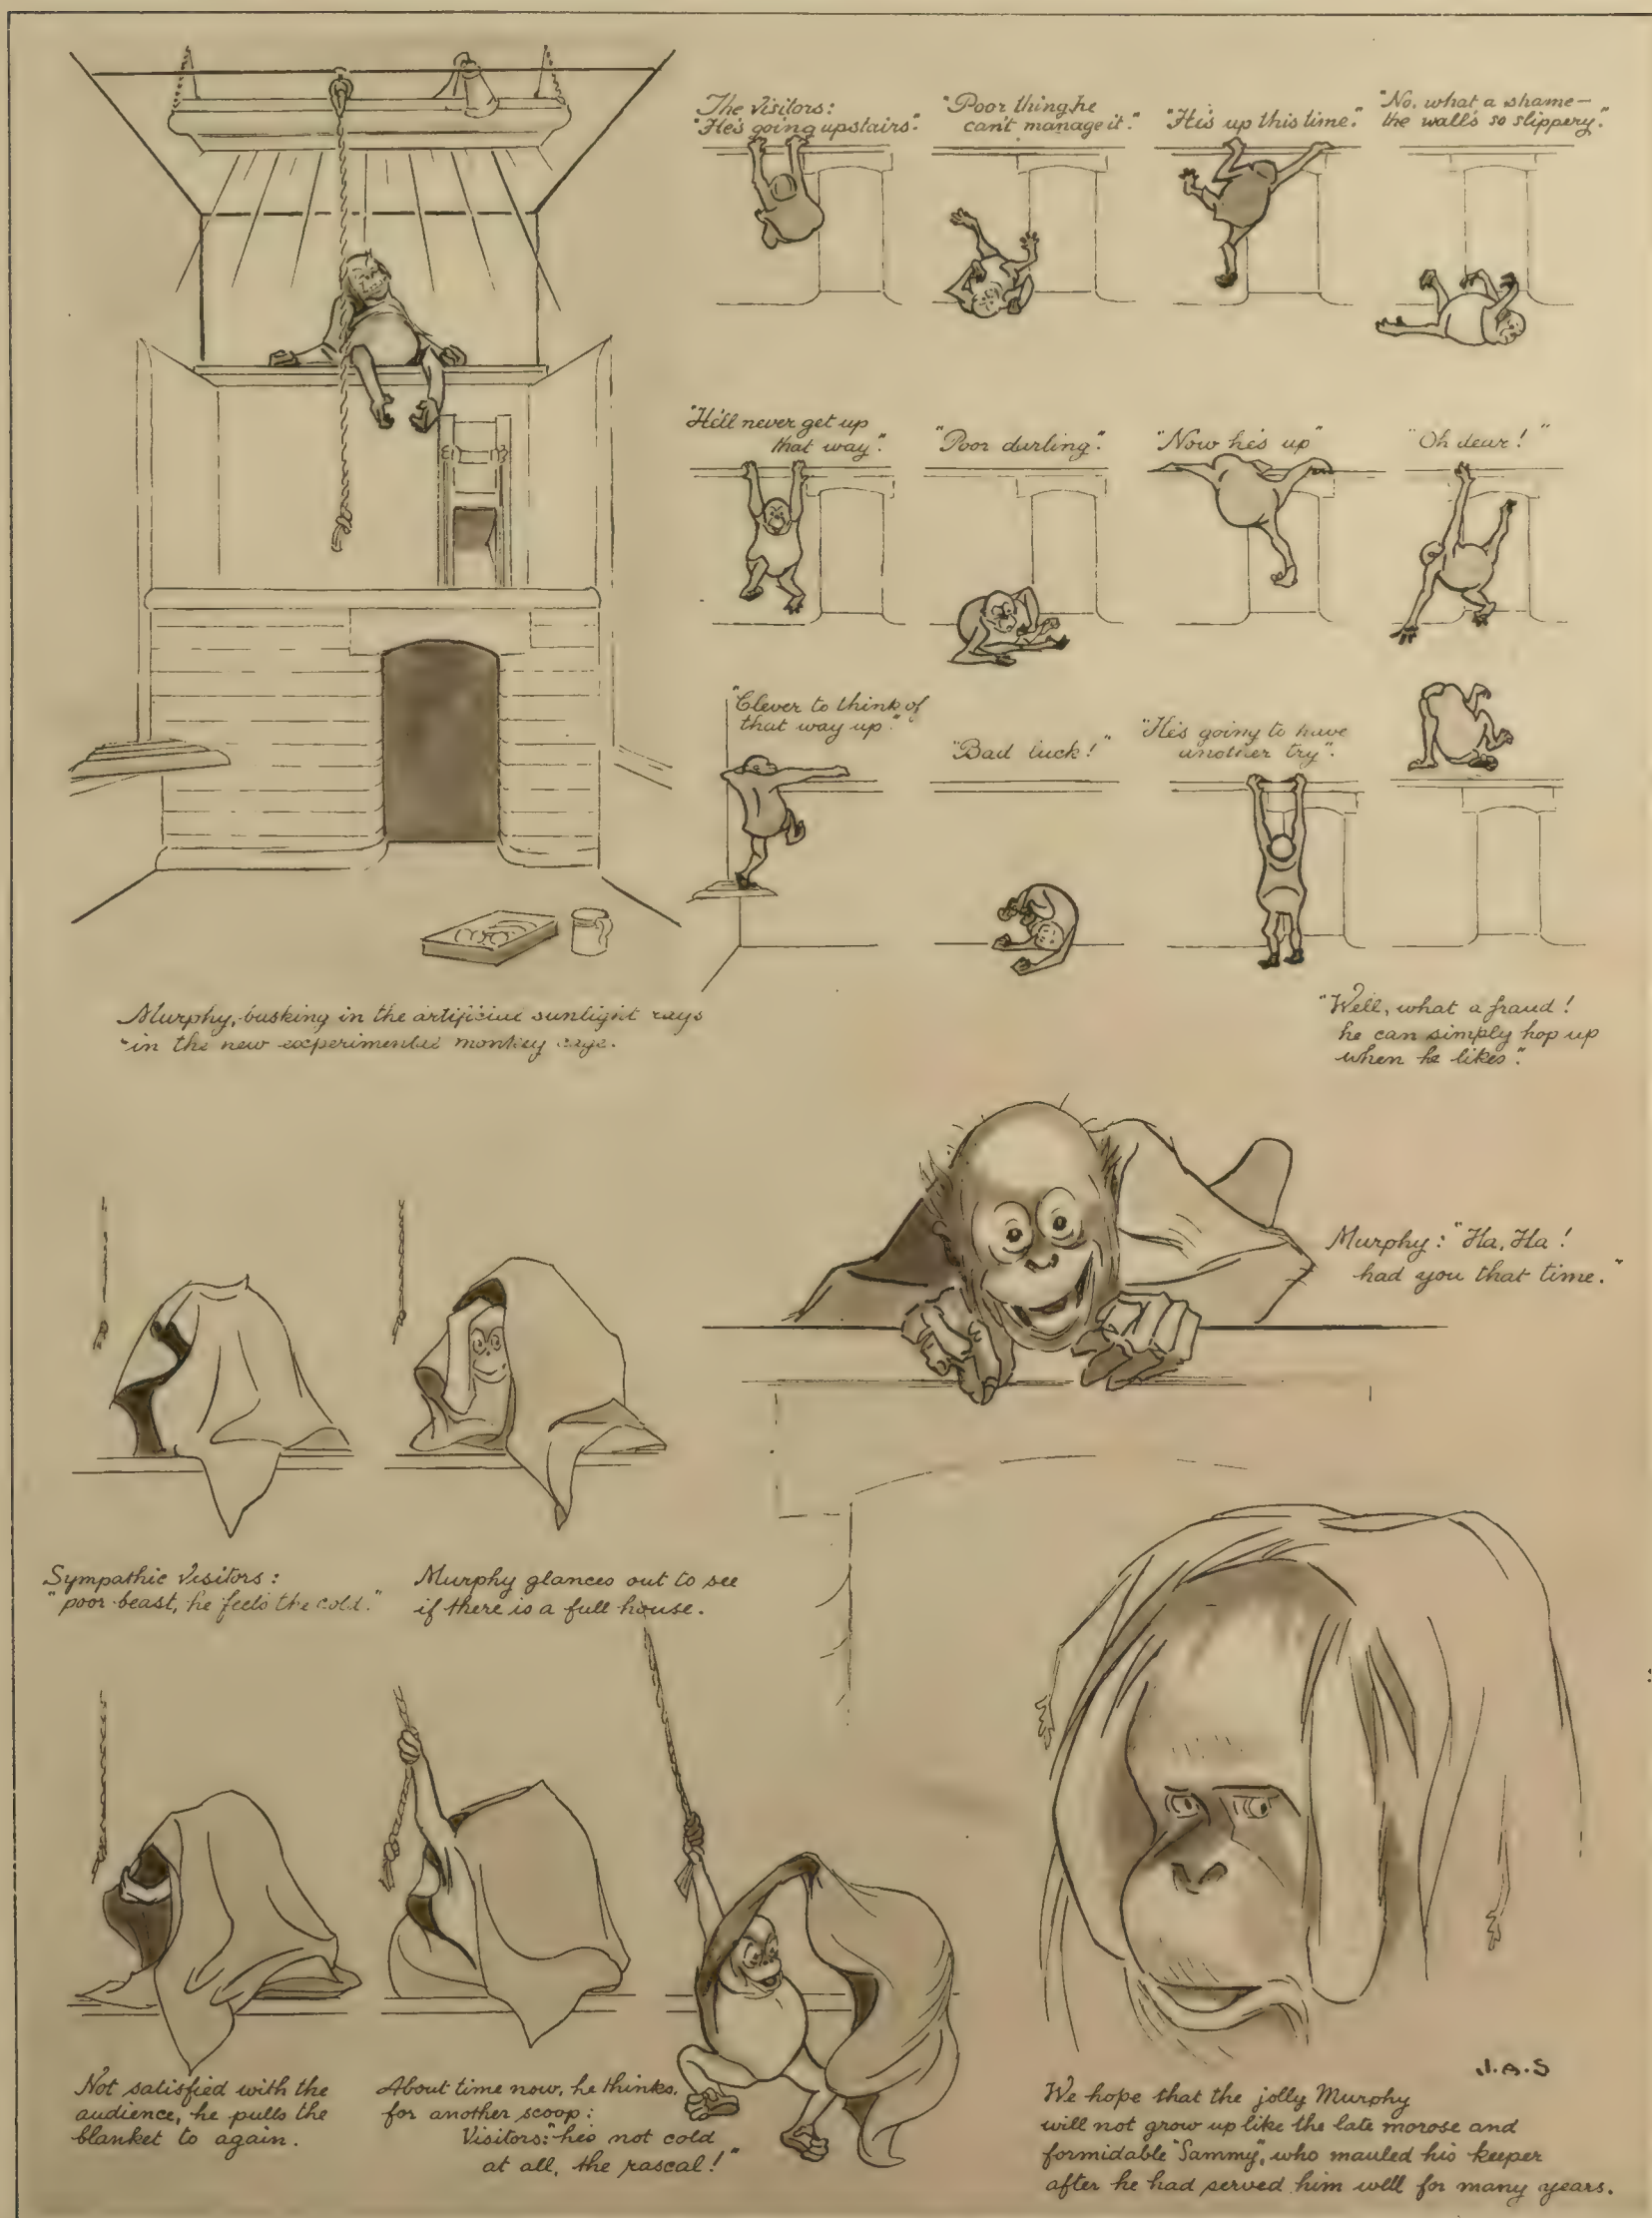 The Visitors:
"He's going upstairs".
"Poor thing he
can't manage it."
"He's up this time."
"No, what a shame—
the wall's so slippery".
"He'll never get up
that way".
"Poor darling".
"Now he's up"
"Oh dear!"
"Clever to think of
that way up."
"Bad luck!"
"He's going to have
another try".
"Well, what a fraud!
he can simply hop up
when he likes".
Murphy, basking in the artificial sunlight rays
in the new experimental monkey cage.
Murphy: "Ha, Ha!
had you that time."
Sympathic Visitors:
"poor beast, he feels the cold."
Murphy glances out to see
if there is a full house.
Not satisfied with the
audience, he pulls the
blanket to again.
About time now, he thinks,
for another scoop:
Visitors: "he's not cold
at all, the rascal!"
J.A.S
We hope that the jolly Murphy
will not grow up like the late morose and
formidable "Sammy", who mauled his keeper
after he had served him well for many years.